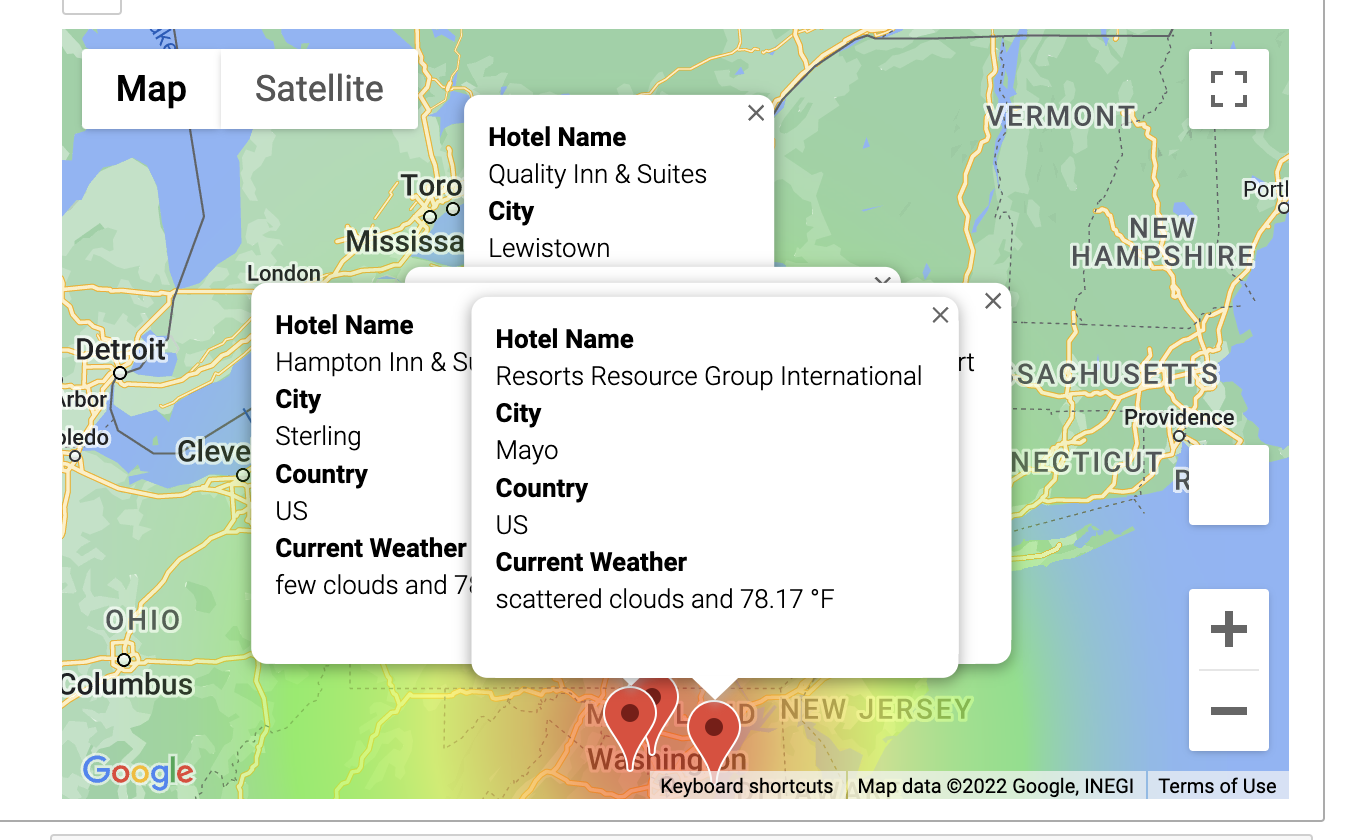 Map
Satellite
VERMONT
Hotel Name
Quality Inn & Suites
City
Lewistown
Toro
Mississa
London
Portl
NEW
HAMPSHIRE
Detroit
rbor
ledo
Cleve
Hotel Name
Hampton Inn & Su
City
Sterling
Country
US
Current Weather
few clouds and 78
Hotel Name
Resorts Resource Group International
City
Mayo
Country
US
Current Weather
scattered clouds and 78.17 °F
rt
SSACHUSETTS
Providence
NECTICUT
R
OHIO
Columbus
NEW JERSEY
Washington
Google
Keyboard shortcuts
Map data ©2022 Google, INEGI
Terms of Use